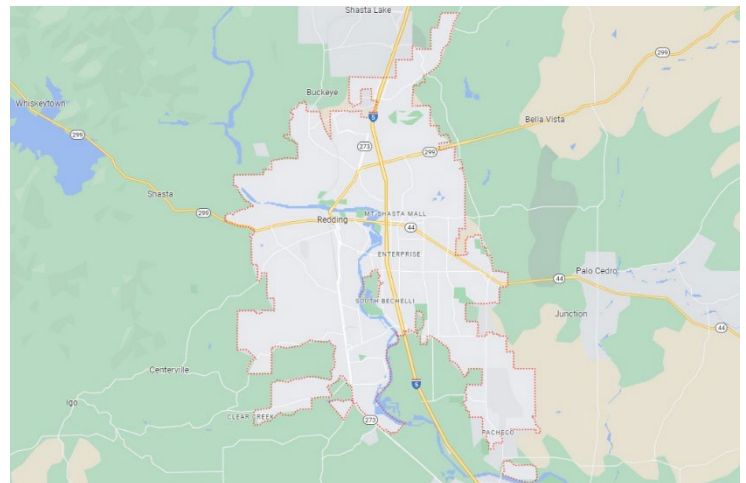 Shasta Lake
Buckeye
299
Whiskeytown
5
Bella Vista
299
273
299
Shasta
299
MT SHASTA MALL
Redding
44
ENTERPRISE
Palo Cedro
44
SOUTH BECHELLI
Junction
44
Centerville
5
Igo
CLEAR CREEK
273
PACHECO